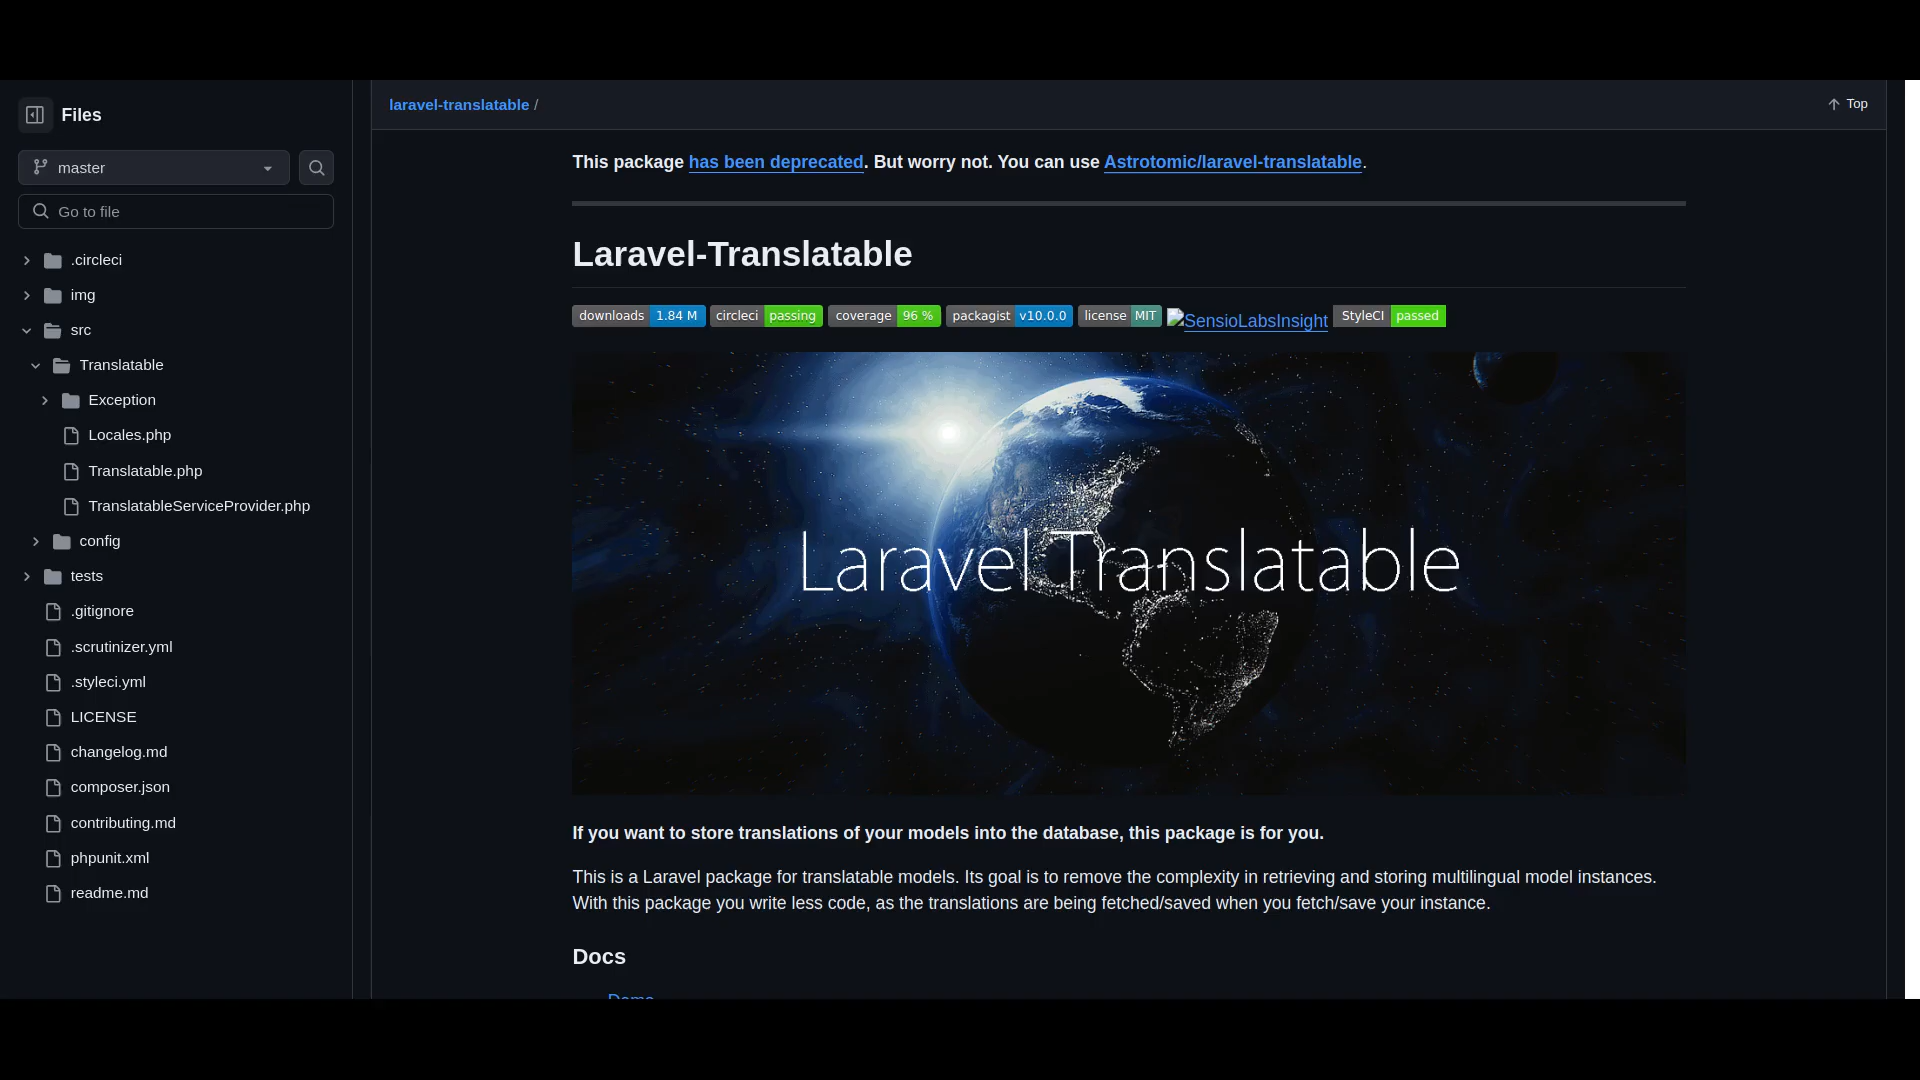 Files
master
Go to file
.circleci
img
src
Translatable
Exception
Locales.php
Translatable.php
TranslatableServiceProvider.php
config
tests
.gitignore
.scrutinizer.yml
.styleci.yml
LICENSE
changelog.md
composer.json
contributing.md
phpunit.xml
readme.md
laravel-translatable /
Top
This package has been deprecated. But worry not. You can use Astrotomic/laravel-translatable.
Laravel-Translatable
downloads 1.84 M circleci passing coverage 96 % packagist v10.0.0 license MIT SensioLabsInsight StyleCI passed
Laravel Translatable
If you want to store translations of your models into the database, this package is for you.
This is a Laravel package for translatable models. Its goal is to remove the complexity in retrieving and storing multilingual model instances.
With this package you write less code, as the translations are being fetched/saved when you fetch/save your instance.
Docs